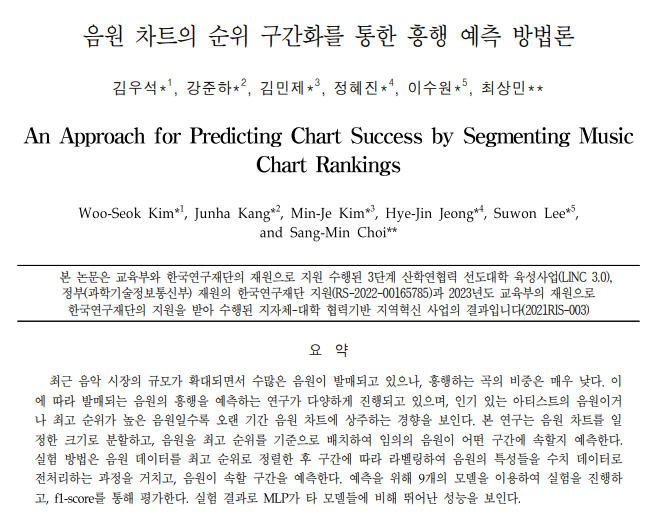 음원 차트의 순위 구간화를 통한 흥행 예측 방법론
김우석*1, 강준하*2, 김민제*3, 정혜진*4, 이수원*5, 최상민**
An Approach for Predicting Chart Success by Segmenting Music
Chart Rankings
Woo-Seok Kim*1, Junha Kang*2, Min-Je Kim*3, Hye-Jin Jeong*4, Suwon Lee*5,
and Sang-Min Choi**
본 논문은 교육부와 한국연구재단의 재원으로 지원 수행된 3단계 산학연협력 선도대학 육성사업(LINC 3.0),
정부(과학기술정보통신부) 재원의 한국연구재단 지원(RS-2022-00165785)과 2023년도 교육부의 재원으로
한국연구재단의 지원을 받아 수행된 지자체-대학 협력기반 지역혁신 사업의 결과입니다(2021RIS-003)
요 약
최근 음악 시장의 규모가 확대되면서 수많은 음원이 발매되고 있으나, 흥행하는 곡의 비중은 매우 낮다. 이
에 따라 발매되는 음원의 흥행을 예측하는 연구가 다양하게 진행되고 있으며, 인기 있는 아티스트의 음원이거
나 최고 순위가 높은 음원일수록 오랜 기간 음원 차트에 상주하는 경향을 보인다. 본 연구는 음원 차트를 일
정한 크기로 분할하고, 음원을 최고 순위를 기준으로 배치하여 임의의 음원이 어떤 구간에 속할지 예측한다.
실험 방법은 음원 데이터를 최고 순위로 정렬한 후 구간에 따라 라벨링하여 음원의 특성들을 수치 데이터로
전처리하는 과정을 거치고, 음원이 속할 구간을 예측한다. 예측을 위해 9개의 모델을 이용하여 실험을 진행하
고, f1-score를 통해 평가한다. 실험 결과로 MLP가 타 모델들에 비해 뛰어난 성능을 보인다.